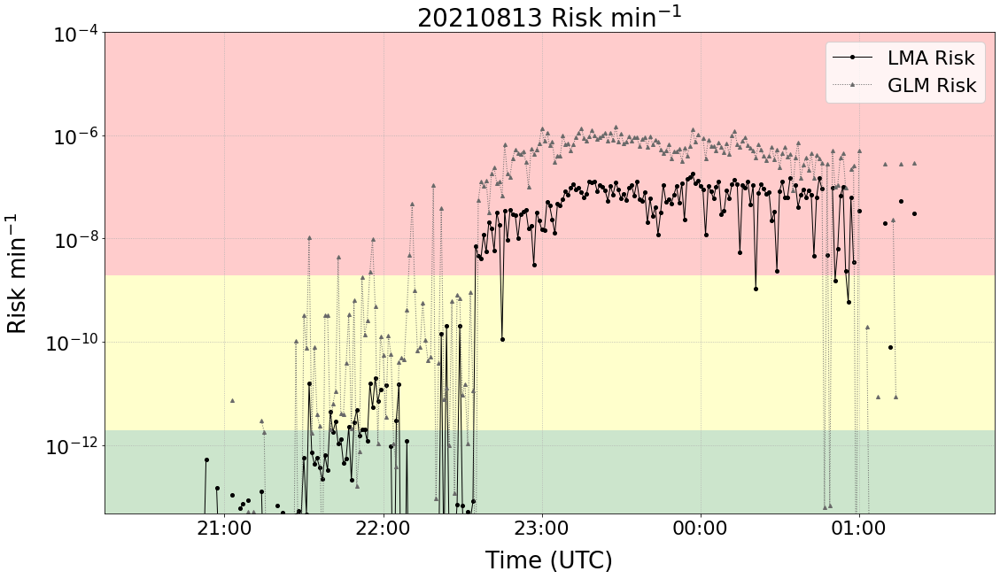 20210813 Risk min⁻¹
LMA Risk
GLM Risk
Risk min⁻¹
10⁻⁴
10⁻⁶
10⁻⁸
10⁻¹⁰
10⁻¹²
21:00 22:00 23:00 00:00 01:00
Time (UTC)